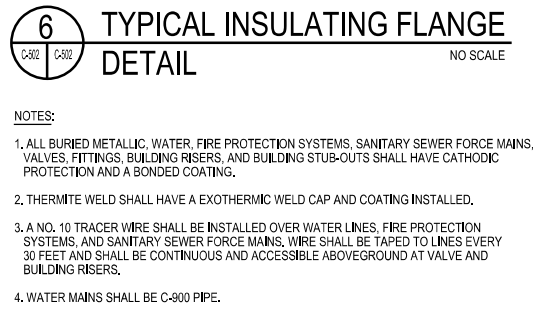 6
C-502 C-502
TYPICAL INSULATING FLANGE
DETAIL
NO SCALE
NOTES:
1. ALL BURIED METALLIC, WATER, FIRE PROTECTION SYSTEMS, SANITARY SEWER FORCE MAINS,
VALVES, FITTINGS, BUILDING RISERS, AND BUILDING STUB-OUTS SHALL HAVE CATHODIC
PROTECTION AND A BONDED COATING.
2. THERMITE WELD SHALL HAVE A EXOTHERMIC WELD CAP AND COATING INSTALLED.
3. A NO. 10 TRACER WIRE SHALL BE INSTALLED OVER WATER LINES, FIRE PROTECTION
SYSTEMS, AND SANITARY SEWER FORCE MAINS. WIRE SHALL BE TAPED TO LINES EVERY
30 FEET AND SHALL BE CONTINUOUS AND ACCESSIBLE ABOVEGROUND AT VALVE AND
BUILDING RISERS.
4. WATER MAINS SHALL BE C-900 PIPE.